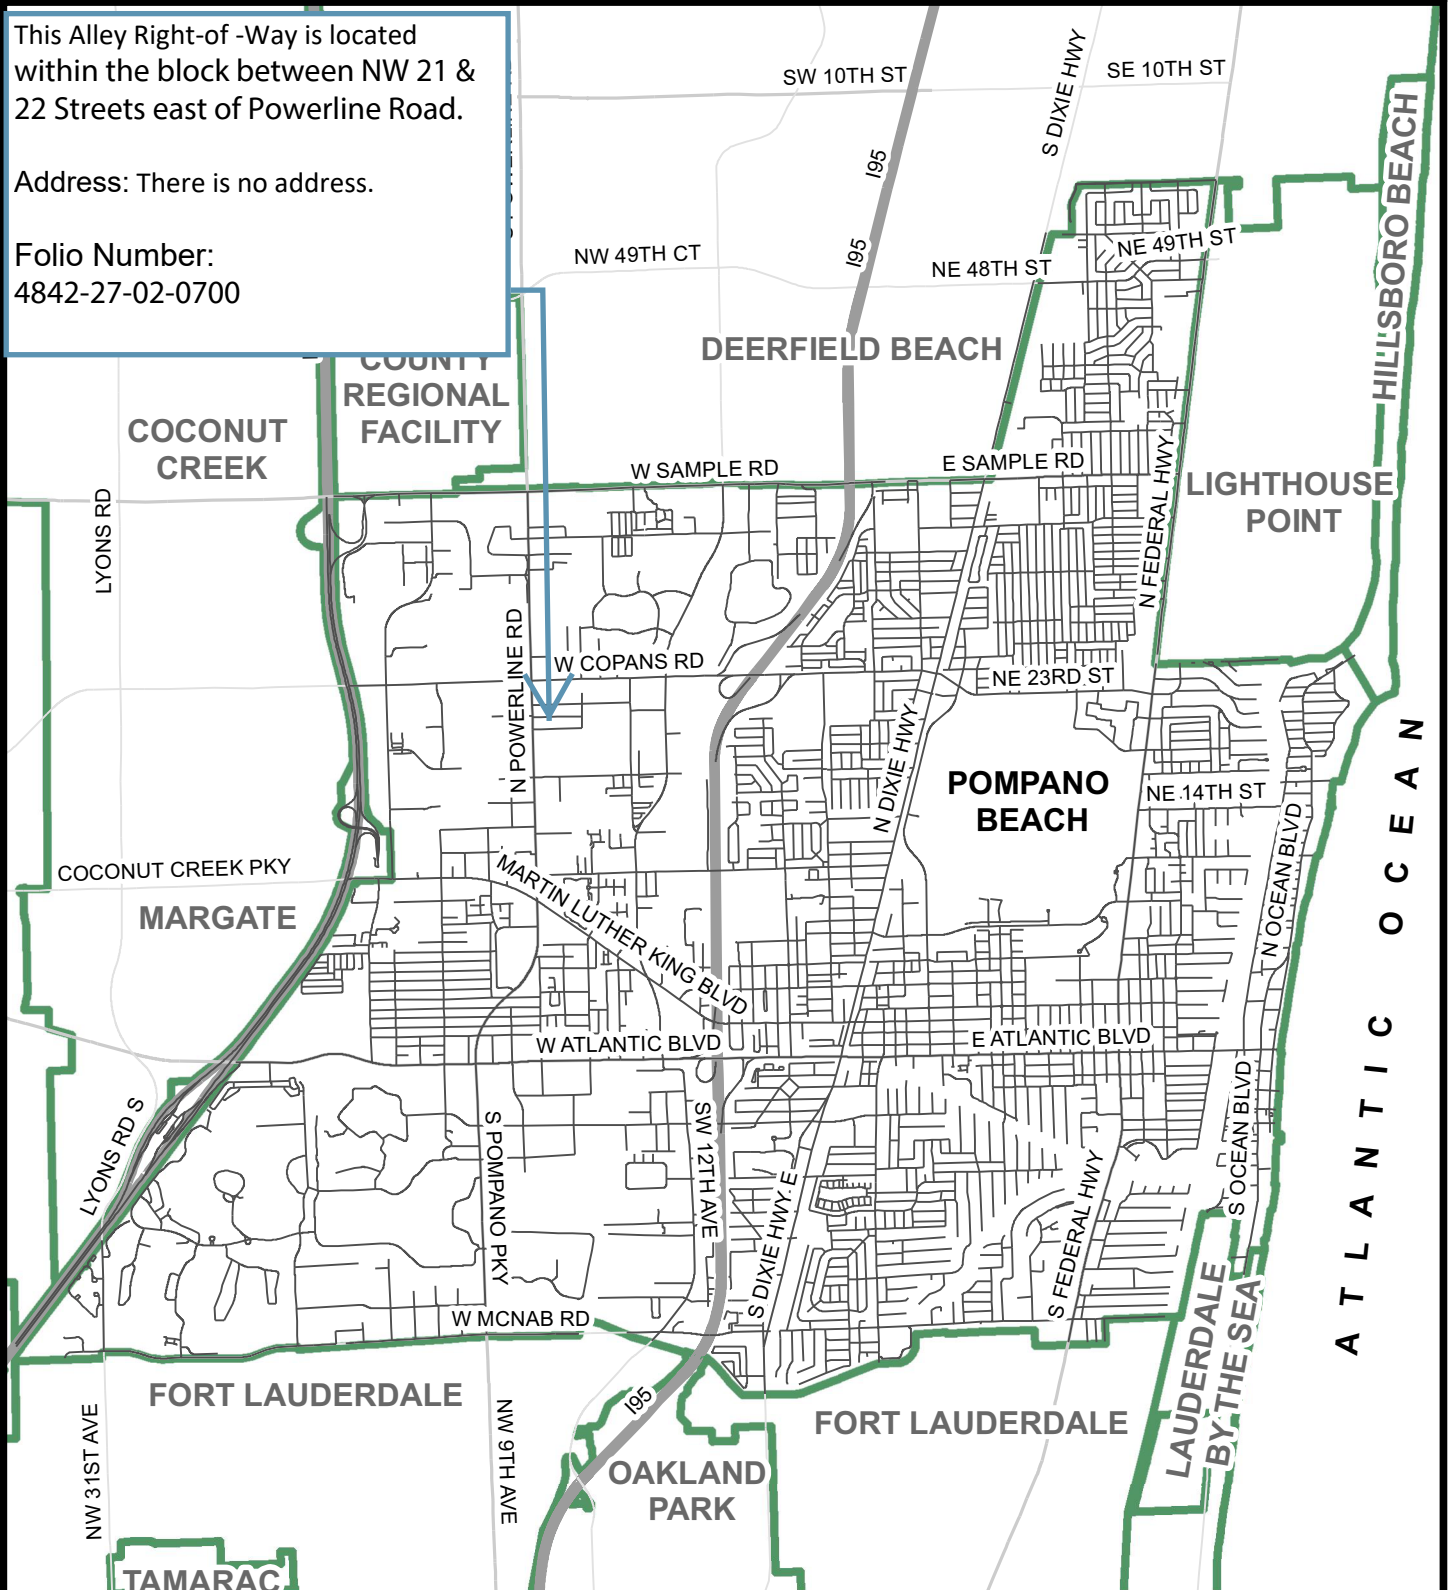 This Alley Right-of -Way is located
within the block between NW 21 &
22 Streets east of Powerline Road.
Address: There is no address.
Folio Number:
4842-27-02-0700
SW 10TH ST
SE 10TH ST
S DIXIE HWY
I95
HILLSBORO BEACH
NW 49TH CT
I95
NE 48TH ST
NE 49TH ST
DEERFIELD BEACH
COUNTY
REGIONAL
FACILITY
COCONUT
CREEK
W SAMPLE RD
E SAMPLE RD
LYONS RD
N FEDERAL HWY
LIGHTHOUSE
POINT
N POWERLINE RD
W COPANS RD
NE 23RD ST
N DIXIE HWY
POMPANO
BEACH
NE 14TH ST
ATLANTIC OCEAN
COCONUT CREEK PKY
MARGATE
MARTIN LUTHER KING BLVD
N OCEAN BLVD
W ATLANTIC BLVD
E ATLANTIC BLVD
LYONS RD S
S POMPANO PKY
SW 12TH AVE
S DIXIE HWY E
S FEDERAL HWY
S OCEAN BLVD
W MCNAB RD
LAUDERDALE
BY THE SEA
FORT LAUDERDALE
I95
FORT LAUDERDALE
NW 31ST AVE
NW 9TH AVE
OAKLAND
PARK
TAMARAC